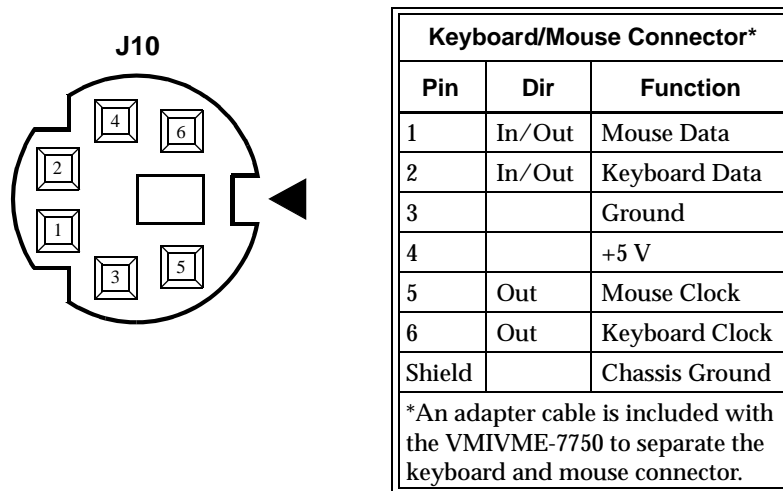 J10
4
6
2
1
3
5
Keyboard/Mouse Connector*
Pin Dir Function
1 In/Out Mouse Data
2 In/Out Keyboard Data
3 Ground
4 +5 V
5 Out Mouse Clock
6 Out Keyboard Clock
Shield Chassis Ground
*An adapter cable is included with
the VMIVME-7750 to separate the
keyboard and mouse connector.